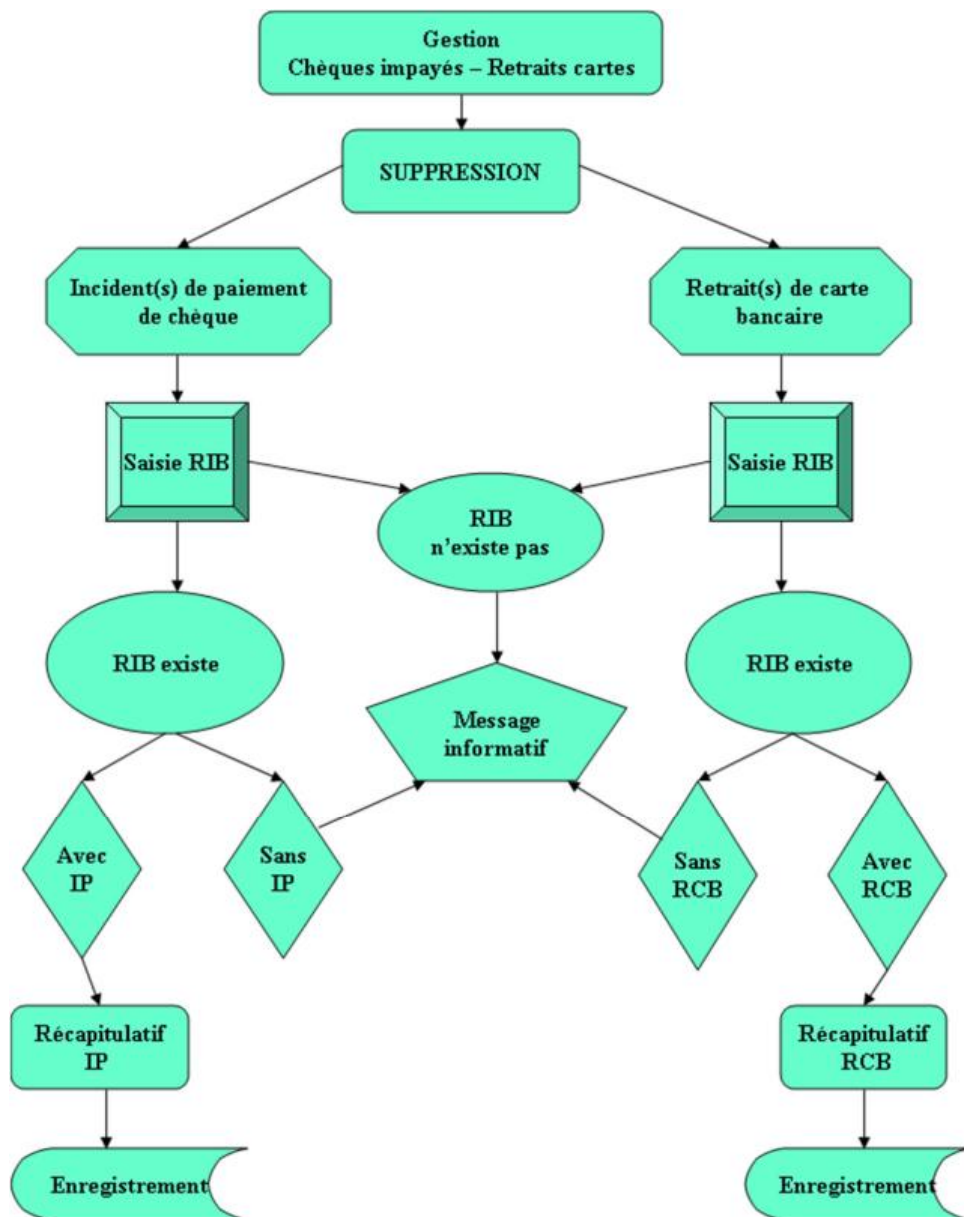 Gestion
Chèques impayés – Retraits cartes
SUPPRESSION
Incident(s) de paiement
de chèque
Retrait(s) de carte
bancaire
Saisie RIB
Saisie RIB
RIB
n’existe pas
RIB existe
RIB existe
Message
informatif
Avec
IP
Sans
IP
Sans
RCB
Avec
RCB
Récapitulatif
IP
Récapitulatif
RCB
Enregistrement
Enregistrement